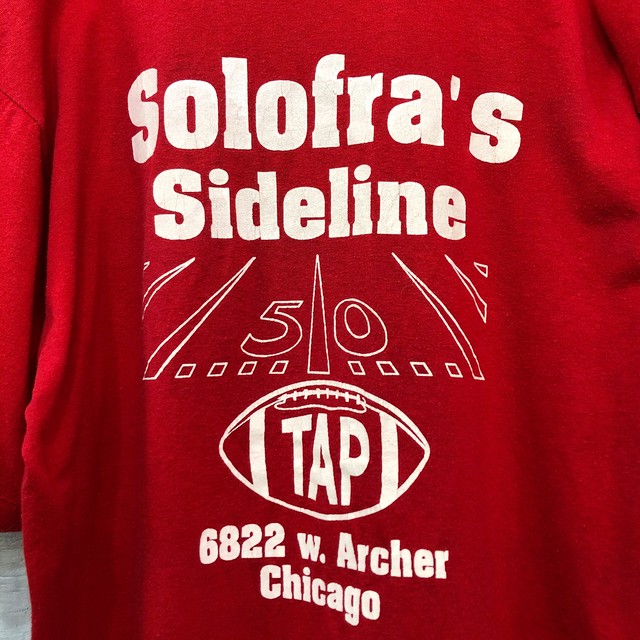 Solofra's
Sideline
50
TAP
6822 w. Archer
Chicago